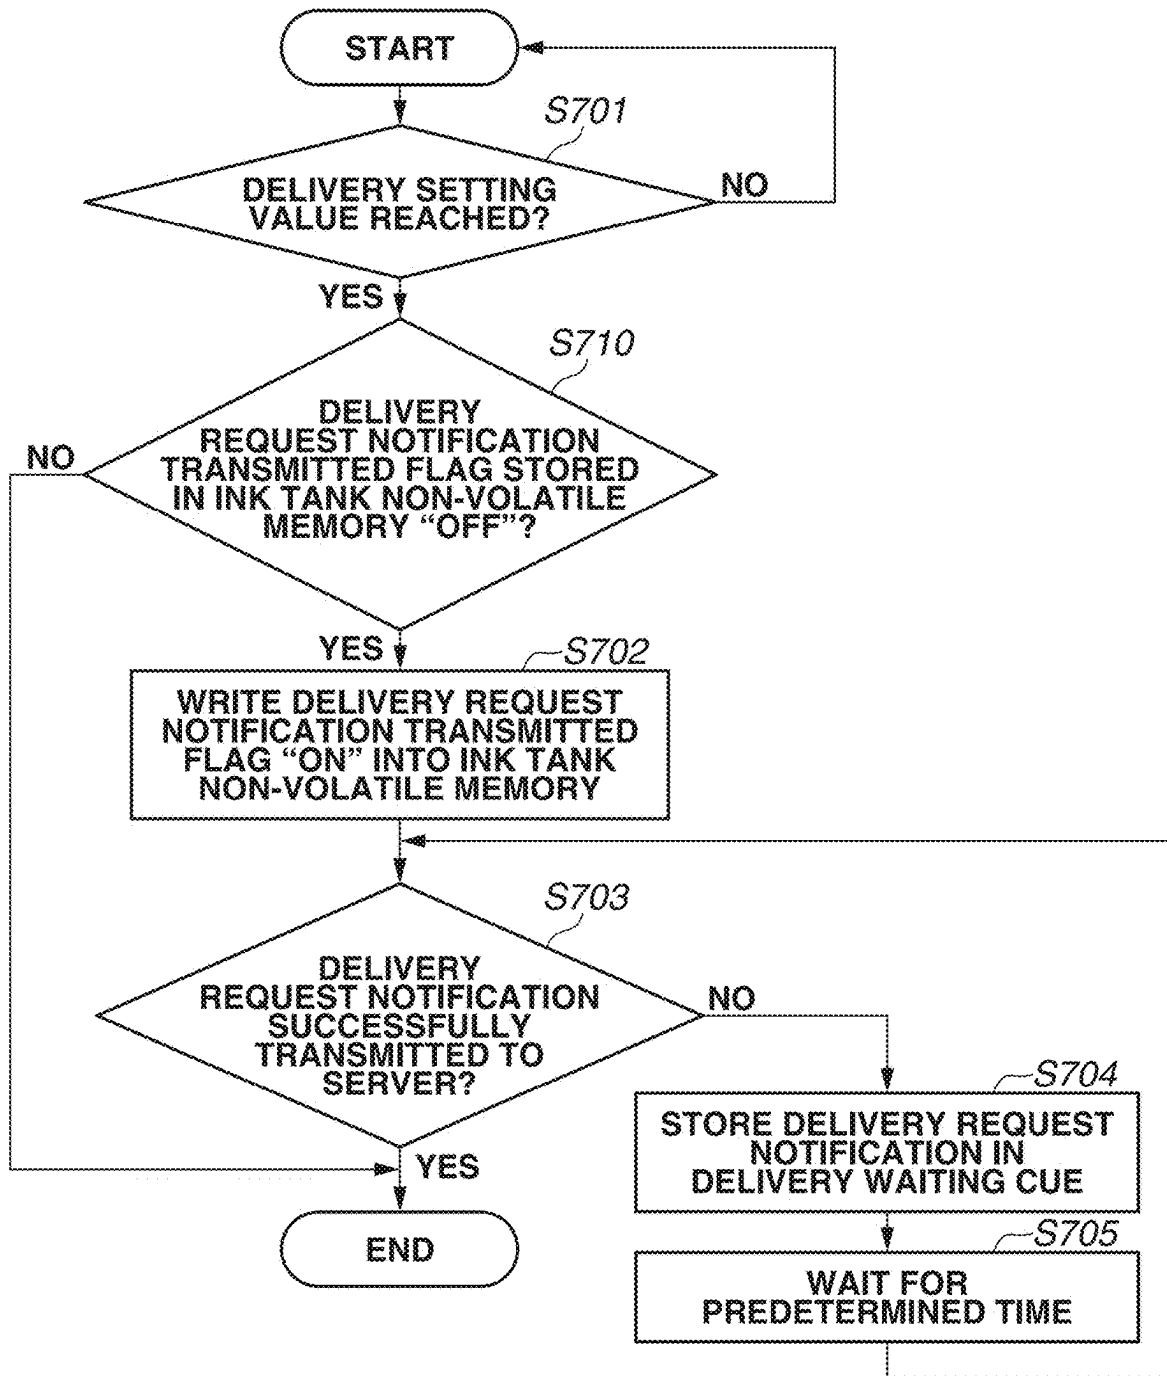 START
S701
DELIVERY SETTING
VALUE REACHED?
NO
YES
S710
DELIVERY
REQUEST NOTIFICATION
TRANSMITTED FLAG STORED
IN INK TANK NON-VOLATILE
MEMORY “OFF”?
NO
YES
S702
WRITE DELIVERY REQUEST
NOTIFICATION TRANSMITTED
FLAG “ON” INTO INK TANK
NON-VOLATILE MEMORY
S703
DELIVERY
REQUEST NOTIFICATION
SUCCESSFULLY
TRANSMITTED TO
SERVER?
NO
YES
S704
STORE DELIVERY REQUEST
NOTIFICATION IN
DELIVERY WAITING CUE
S705
WAIT FOR
PREDETERMINED TIME
END